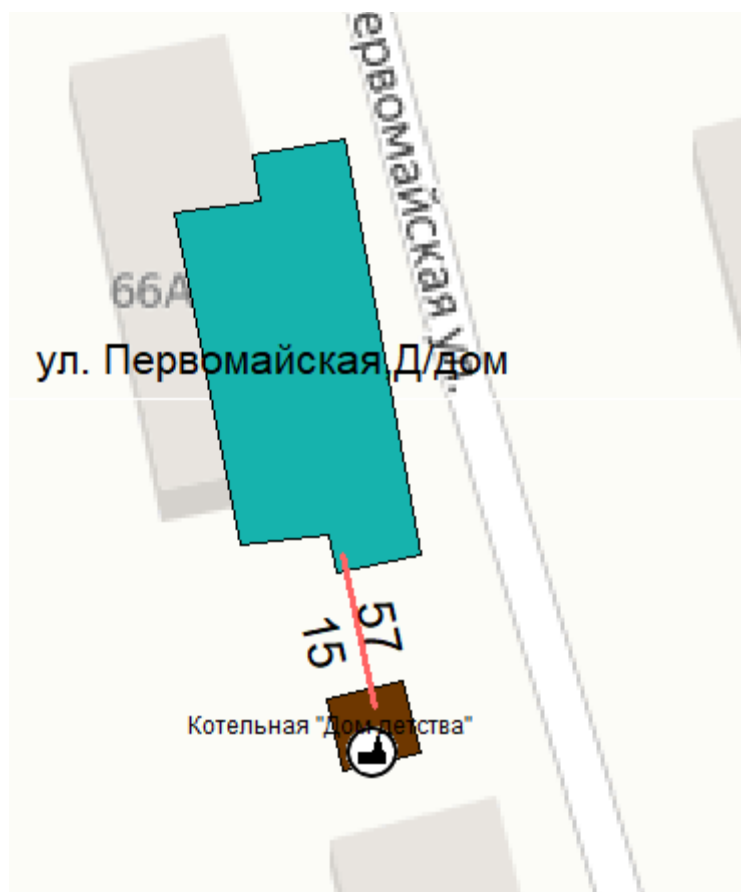 ервомайская ул.
66А
ул. Первомайская Д/дом
57
15
Котельная "Дом детства"